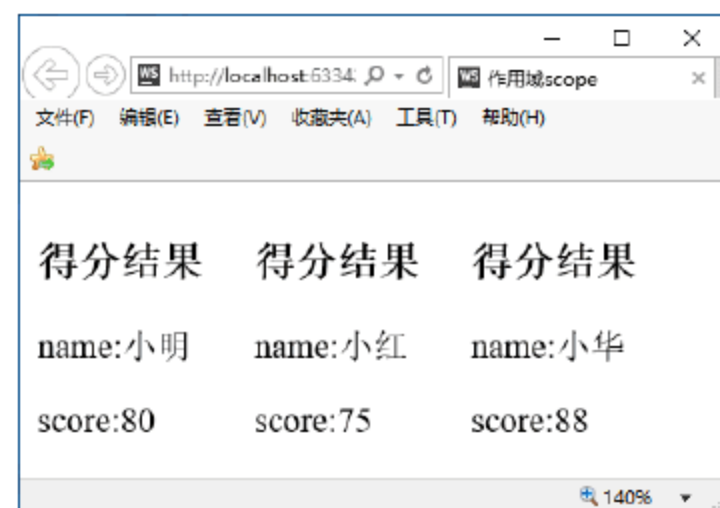 WS http://localhost:6334 WS 作用域scope
文件(F) 编辑(E) 查看(V) 收藏夹(A) 工具(T) 帮助(H)
得分结果 得分结果 得分结果
name:小明 name:小红 name:小华
score:80 score:75 score:88
140%